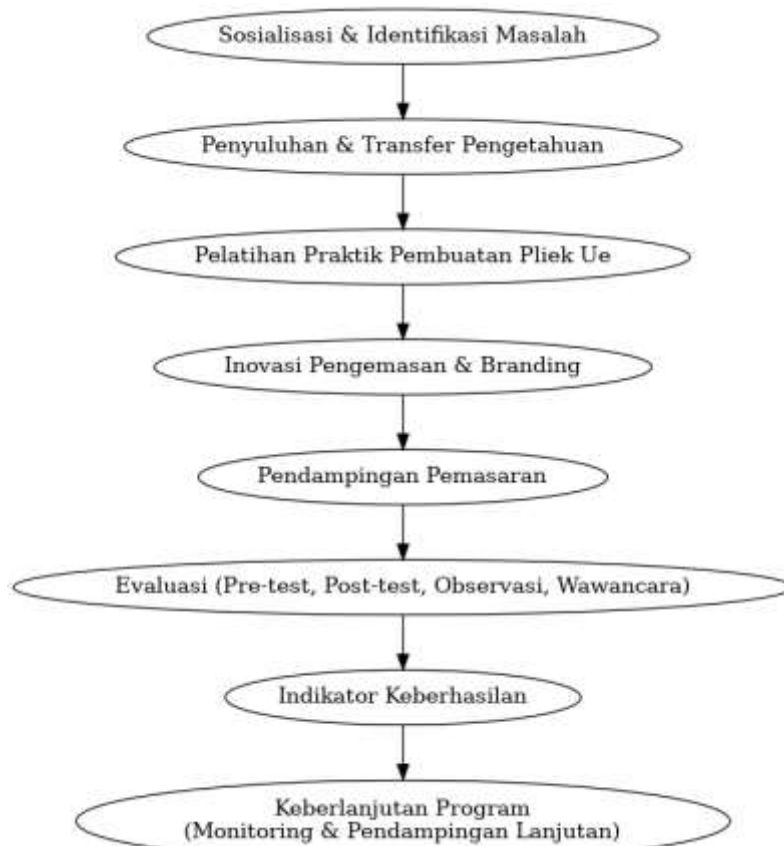 Sosialisasi & Identifikasi Masalah
Penyuluhan & Transfer Pengetahuan
Pelatihan Praktik Pembuatan Pliek Ue
Inovasi Pengemasan & Branding
Pendampingan Pemasaran
Evaluasi (Pre-test, Post-test, Observasi, Wawancara)
Indikator Keberhasilan
Keberlanjutan Program
(Monitoring & Pendampingan Lanjutan)